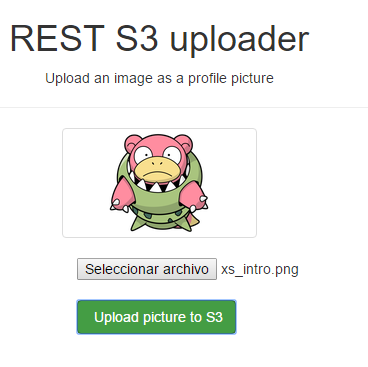 REST S3 uploader
Upload an image as a profile picture
Seleccionar archivo xs_intro.png
Upload picture to S3